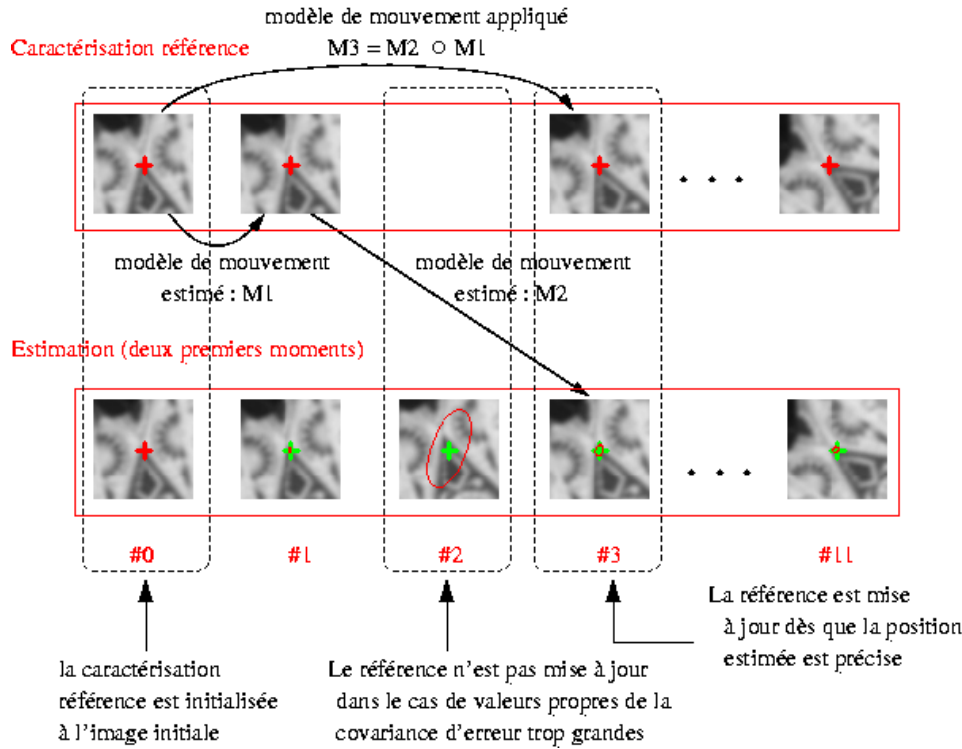 modèle de mouvement appliqué
M3 = M2 ○ M1
Caractérisation référence
modèle de mouvement
estimé : M1
modèle de mouvement
estimé : M2
Estimation (deux premiers moments)
#0
#1
#2
#3
#11
la caractérisation
référence est initialisée
à l'image initiale
Le référence n'est pas mise à jour
dans le cas de valeurs propres de la
covariance d'erreur trop grandes
La référence est mise
à jour dès que la position
estimée est précise